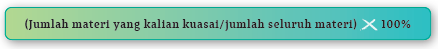 (Jumlah materi yang kalian kuasai/jumlah seluruh materi) × 100%